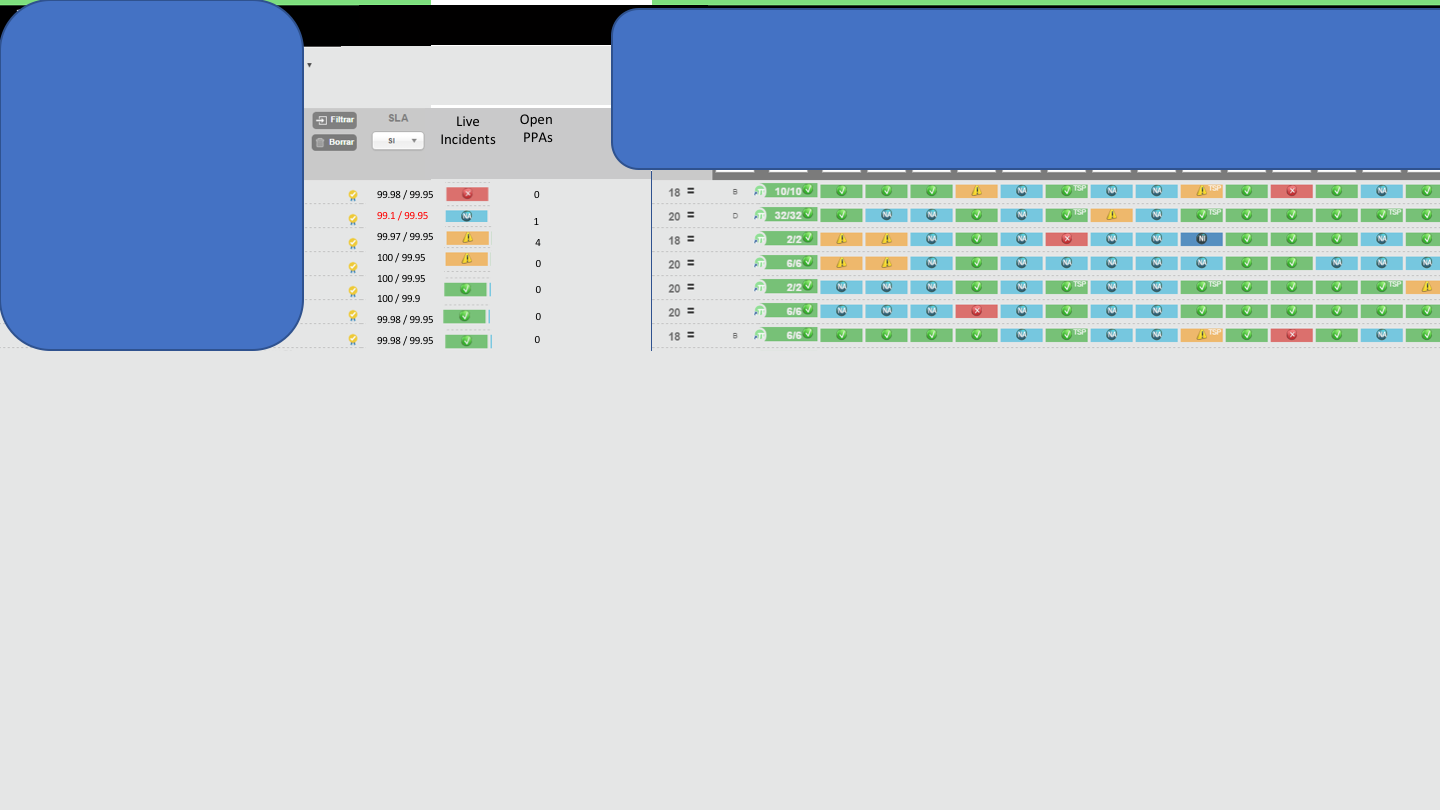 Filtrar SLA Live Open
Borrar SI Incidents PPAs
99.98 / 99.95 0 18 = B 10/10 TSP NA NA NA TSP NA
99.1 / 99.95 NA 1 20 = D 32/32 NA NA NA TSP NA TSP TSP
99.97 / 99.95 4 18 = 2/2 NA NA NA NA NI NA
100 / 99.95 0 20 = 6/6 NA NA NA NA NA NA NA NA NA
100 / 99.95 0 20 = 2/2 NA NA NA NA NA TSP NA NA TSP TSP
100 / 99.9
99.98 / 99.95 0 20 = 6/6 NA NA NA NA NA NA
99.98 / 99.95 0 18 = B 6/6 NA TSP NA NA TSP NA